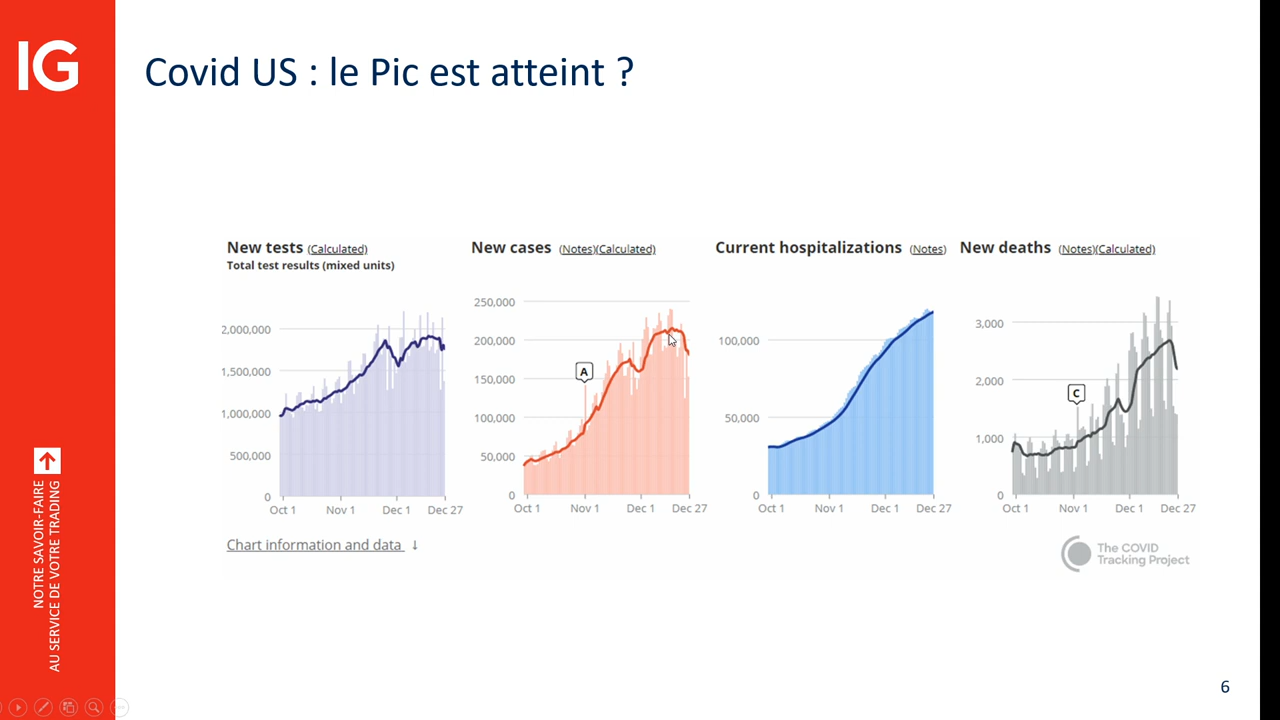 IG
Covid US : le Pic est atteint ?
New tests (Calculated)
Total test results (mixed units)
2,000,000
1,500,000
1,000,000
500,000
0
Oct 1 Nov 1 Dec 1 Dec 27
New cases (Notes)(Calculated)
250,000
200,000
150,000
100,000
50,000
0
A
Oct 1 Nov 1 Dec 1 Dec 27
Current hospitalizations (Notes)
100,000
50,000
0
Oct 1 Nov 1 Dec 1 Dec 27
New deaths (Notes)(Calculated)
3,000
2,000
1,000
0
C
Oct 1 Nov 1 Dec 1 Dec 27
Chart information and data ↓
The COVID
Tracking Project
NOTRE SAVOIR-FAIRE
AU SERVICE DE VOTRE TRADING
6